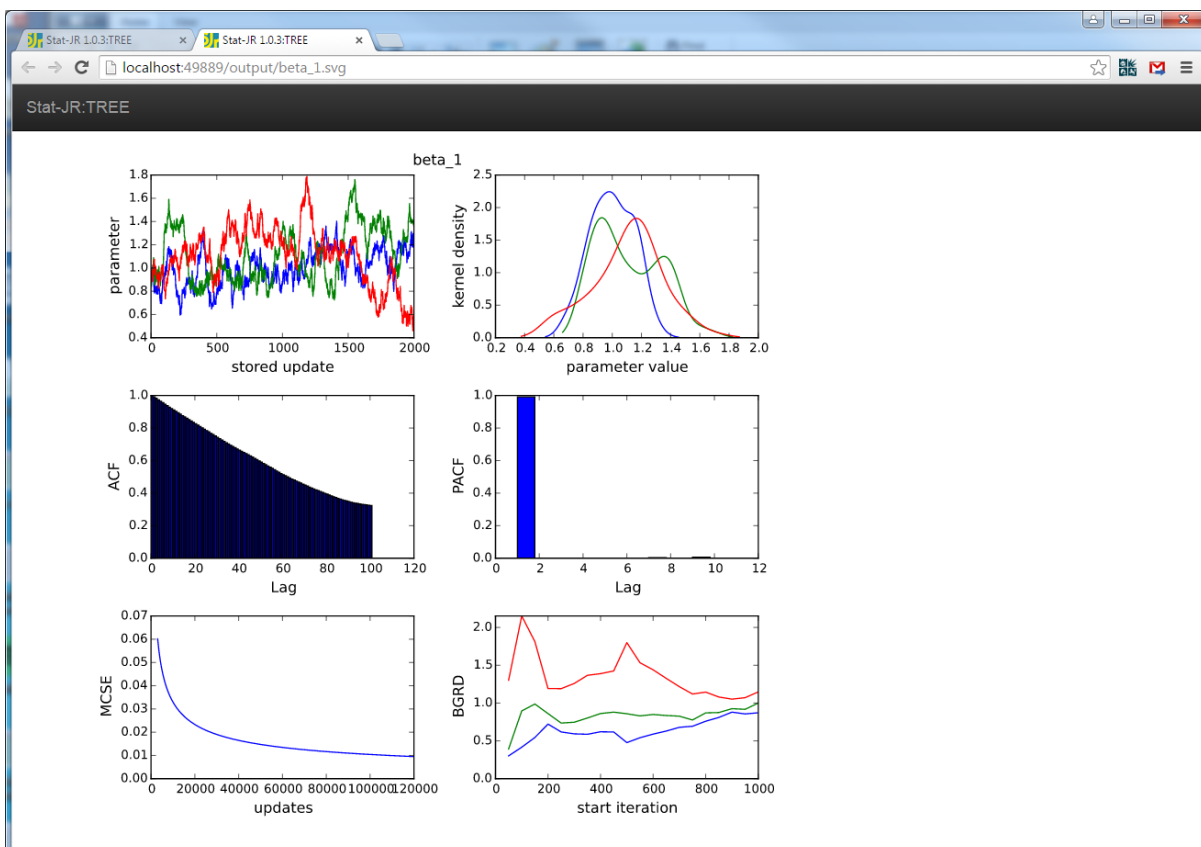 Stat-JR 1.0.3:TREE
Stat-JR 1.0.3:TREE
localhost:49889/output/beta_1.svg
Stat-JR:TREE
beta_1
1.8
1.6
1.4
1.2
1.0
0.8
0.6
0.4
parameter
0 500 1000 1500 2000
stored update
2.5
2.0
1.5
1.0
0.5
0.0
kernel density
0.2 0.4 0.6 0.8 1.0 1.2 1.4 1.6 1.8 2.0
parameter value
1.0
0.8
0.6
0.4
0.2
0.0
ACF
0 20 40 60 80 100 120
Lag
1.0
0.8
0.6
0.4
0.2
0.0
PACF
0 2 4 6 8 10 12
Lag
0.07
0.06
0.05
0.04
0.03
0.02
0.01
0.00
MCSE
0 20000 40000 60000 80000 100000 120000
updates
2.0
1.5
1.0
0.5
0.0
BGRD
0 200 400 600 800 1000
start iteration